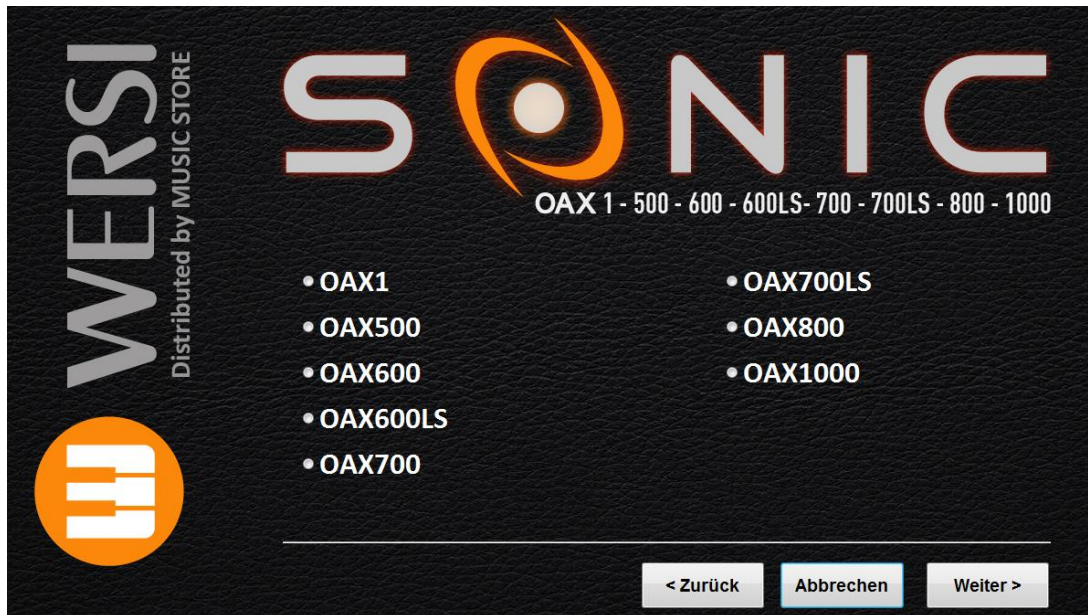 WERSI
Distributed by MUSIC STORE
SONIC
OAX 1 - 500 - 600 - 600LS- 700 - 700LS - 800 - 1000
OAX1
OAX500
OAX600
OAX600LS
OAX700
OAX700LS
OAX800
OAX1000
< Zurück
Abbrechen
Weiter >